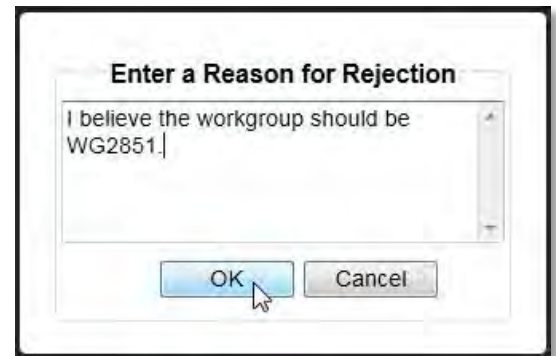 Enter a Reason for Rejection
I believe the workgroup should be
WG2851.
OK
Cancel